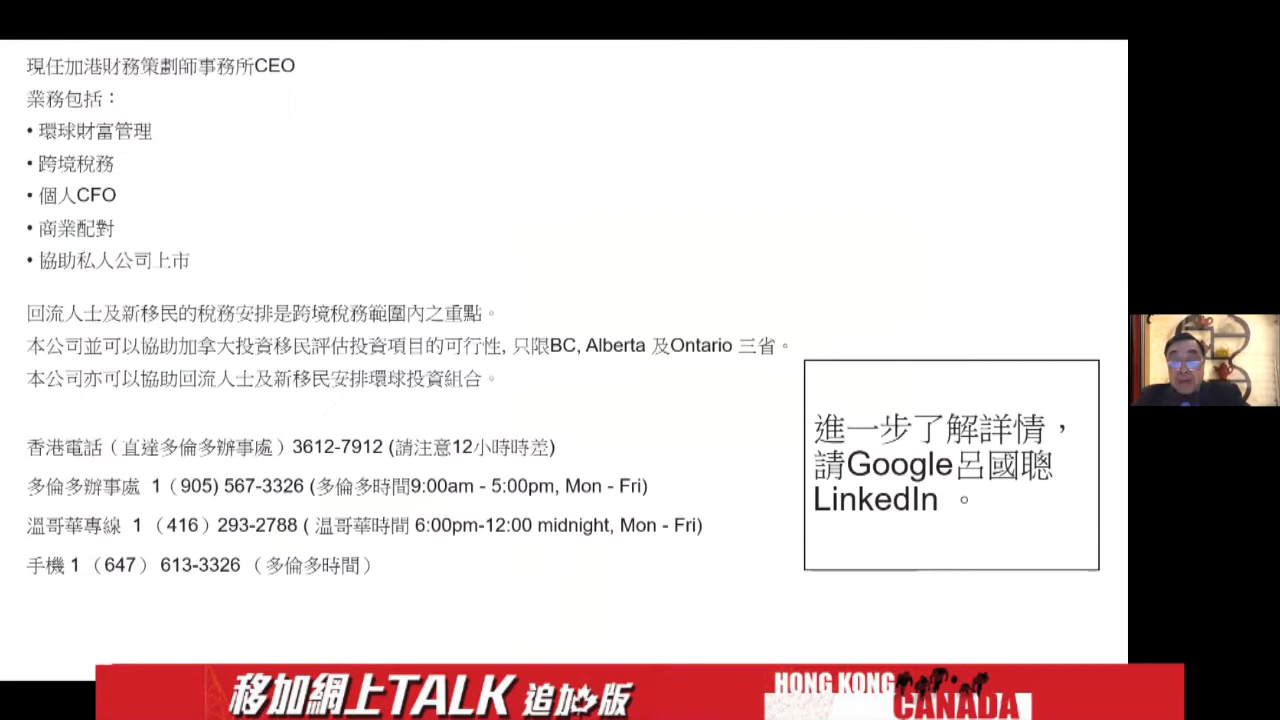 現任加港財務策劃師事務所CEO
業務包括：
• 環球財富管理
• 跨境稅務
• 個人CFO
• 商業配對
• 協助私人公司上市
回流人士及新移民的稅務安排是跨境稅務範圍內之重點。
本公司並可以協助加拿大投資移民評估投資項目的可行性, 只限BC, Alberta 及Ontario 三省。
本公司亦可以協助回流人士及新移民安排環球投資組合。
香港電話（直達多倫多辦事處）3612-7912 (請注意12小時時差)
多倫多辦事處 1（905) 567-3326 (多倫多時間9:00am - 5:00pm, Mon - Fri)
溫哥華專線 1 （416）293-2788 ( 溫哥華時間 6:00pm-12:00 midnight, Mon - Fri)
手機 1 （647） 613-3326 （多倫多時間）
進一步了解詳情，
請Google呂國聰
LinkedIn 。
移加網上TALK 追加版
HONG KONG
CANADA